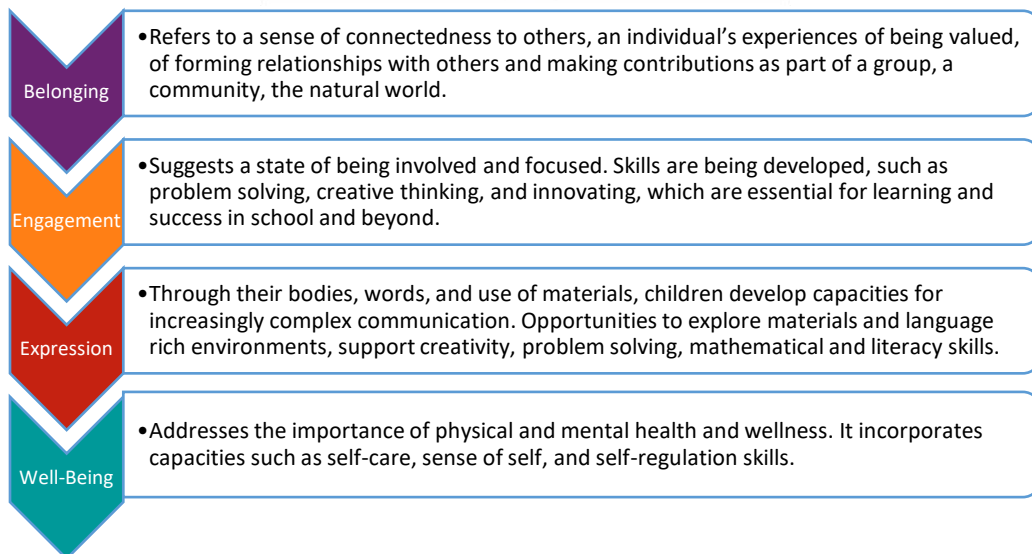 Belonging
•Refers to a sense of connectedness to others, an individual’s experiences of being valued,
of forming relationships with others and making contributions as part of a group, a
community, the natural world.
Engagement
•Suggests a state of being involved and focused. Skills are being developed, such as
problem solving, creative thinking, and innovating, which are essential for learning and
success in school and beyond.
Expression
•Through their bodies, words, and use of materials, children develop capacities for
increasingly complex communication. Opportunities to explore materials and language
rich environments, support creativity, problem solving, mathematical and literacy skills.
Well-Being
•Addresses the importance of physical and mental health and wellness. It incorporates
capacities such as self-care, sense of self, and self-regulation skills.